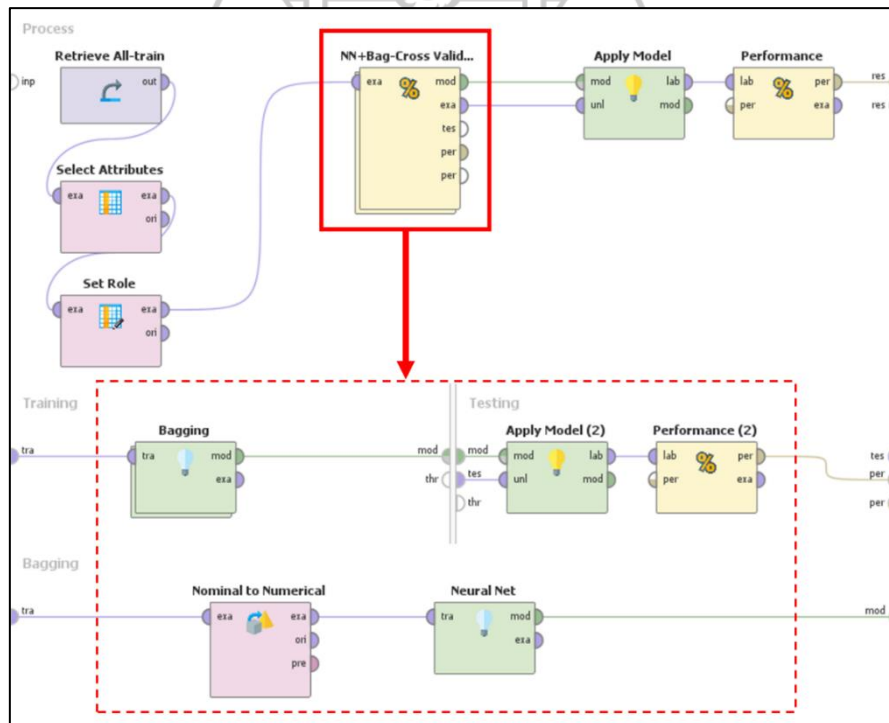 Process
Retrieve All-train
NN+Bag-Cross Valid...
Apply Model
Performance
inp
out
exa
mod
exa
tes
per
per
mod
unl
lab
mod
lab
per
per
exa
res
res
Select Attributes
exa
exa
ori
Set Role
exa
exa
ori
Training
Testing
Bagging
Apply Model (2)
Performance (2)
tra
tra
mod
exa
mod
thr
mod
tes
thr
mod
unl
lab
mod
lab
per
per
exa
tes
per
per
Bagging
Nominal to Numerical
Neural Net
tra
exa
exa
ori
pre
tra
mod
exa
mod